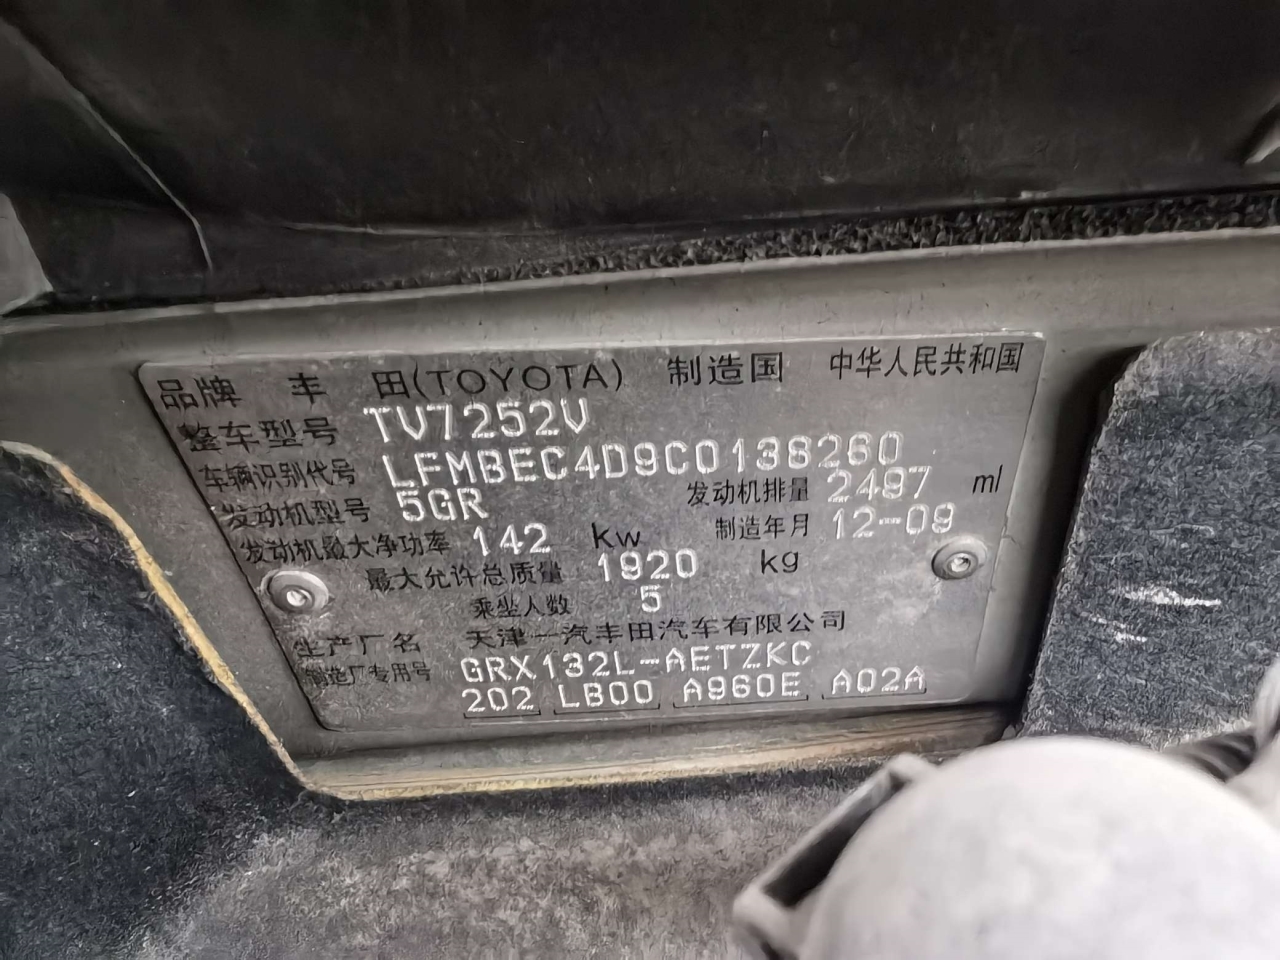 品牌 丰 田(TOYOTA) 制造国 中华人民共和国
整车型号 TV7252V
车辆识别代号 LFMBEC4D9C0138260
发动机型号 5GR 发动机排量 2497 ml
发动机最大净功率 142 kw 制造年月 12-09
最大允许总质量 1920 kg
乘坐人数 5
生产厂名 天津一汽丰田汽车有限公司
制造厂专用号 GRX132L-AETZKC
202 LB00 A960E A02A